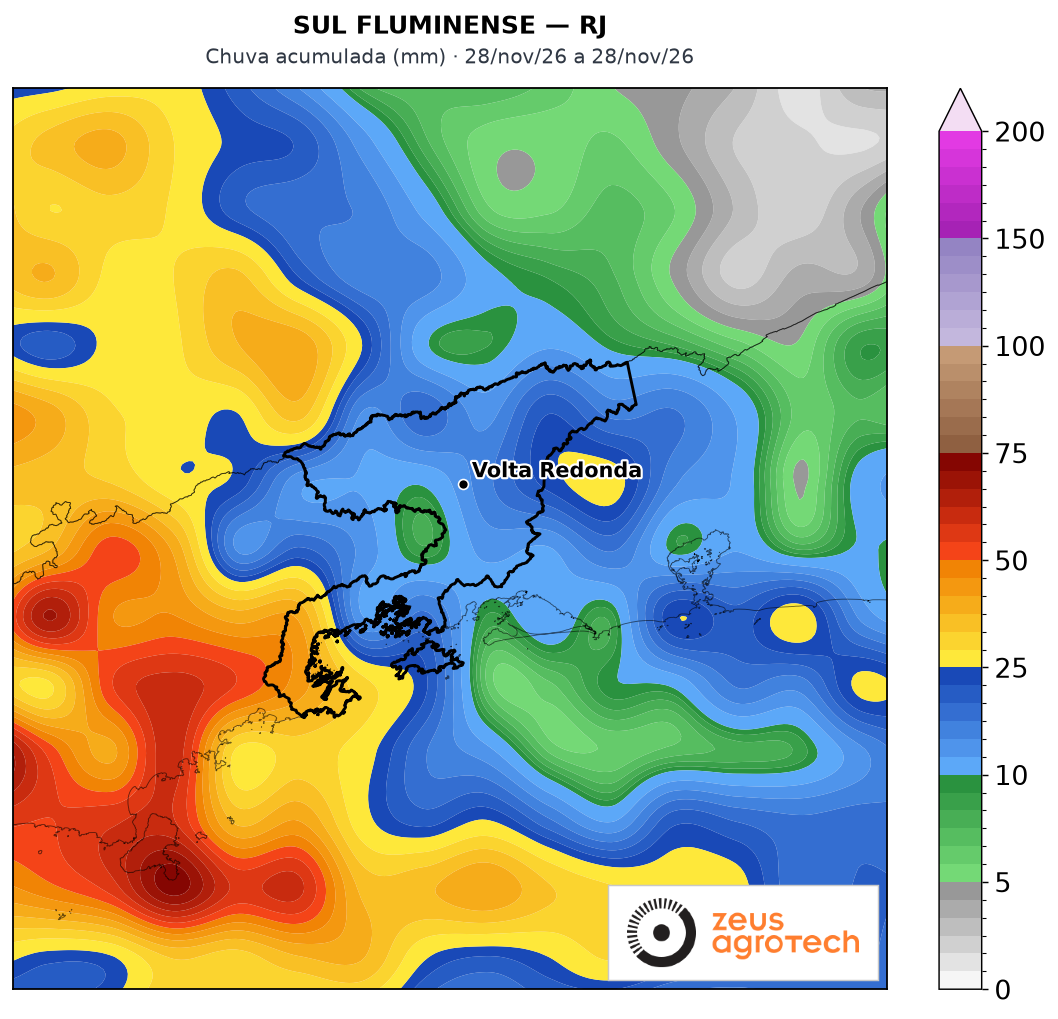 SUL FLUMINENSE — RJ
Chuva acumulada (mm) · 28/nov/26 a 28/nov/26
200
150
100
75
50
25
10
5
0
Volta Redonda
zeus
agrotech